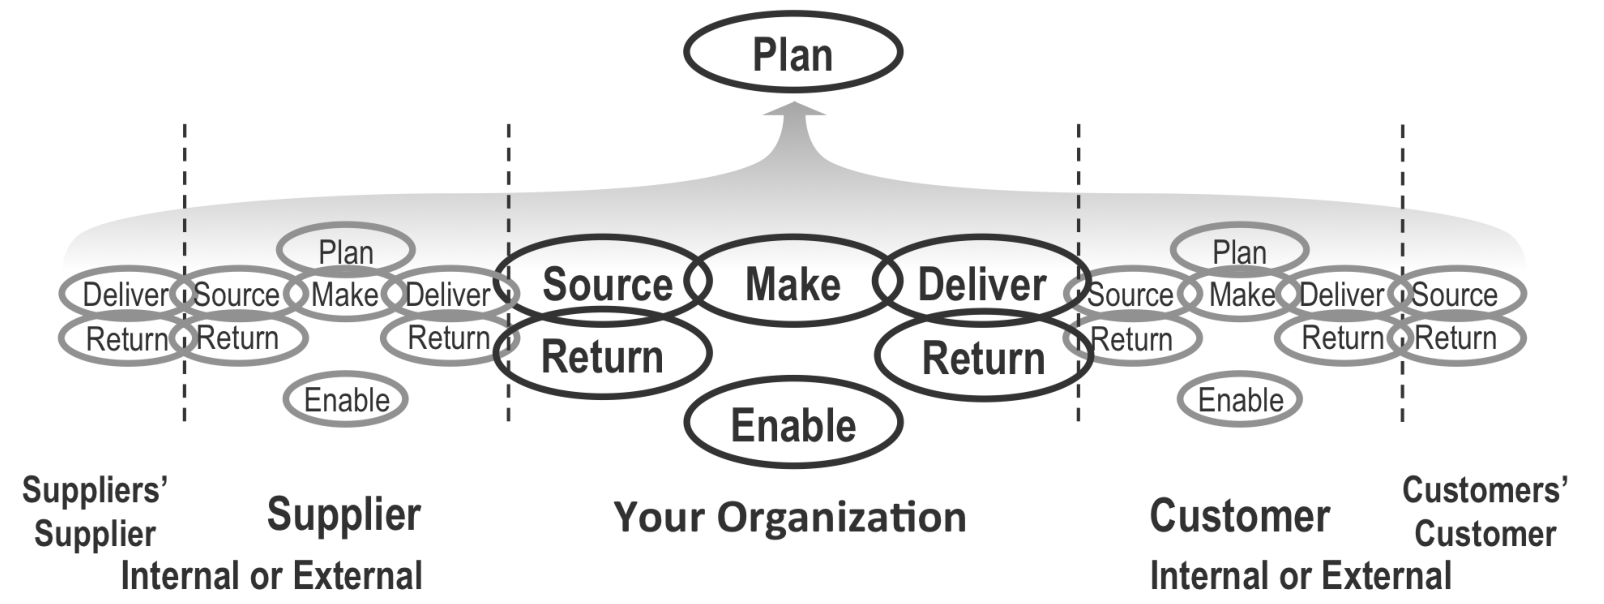 Plan
Plan
Plan
Deliver Source Make Deliver Source Make Deliver Source Make Deliver Source
Return Return Return Return Return Return Return Return
Enable Enable Enable
Suppliers’
Supplier
Supplier
Internal or External
Your Organization
Customer
Internal or External
Customers’
Customer